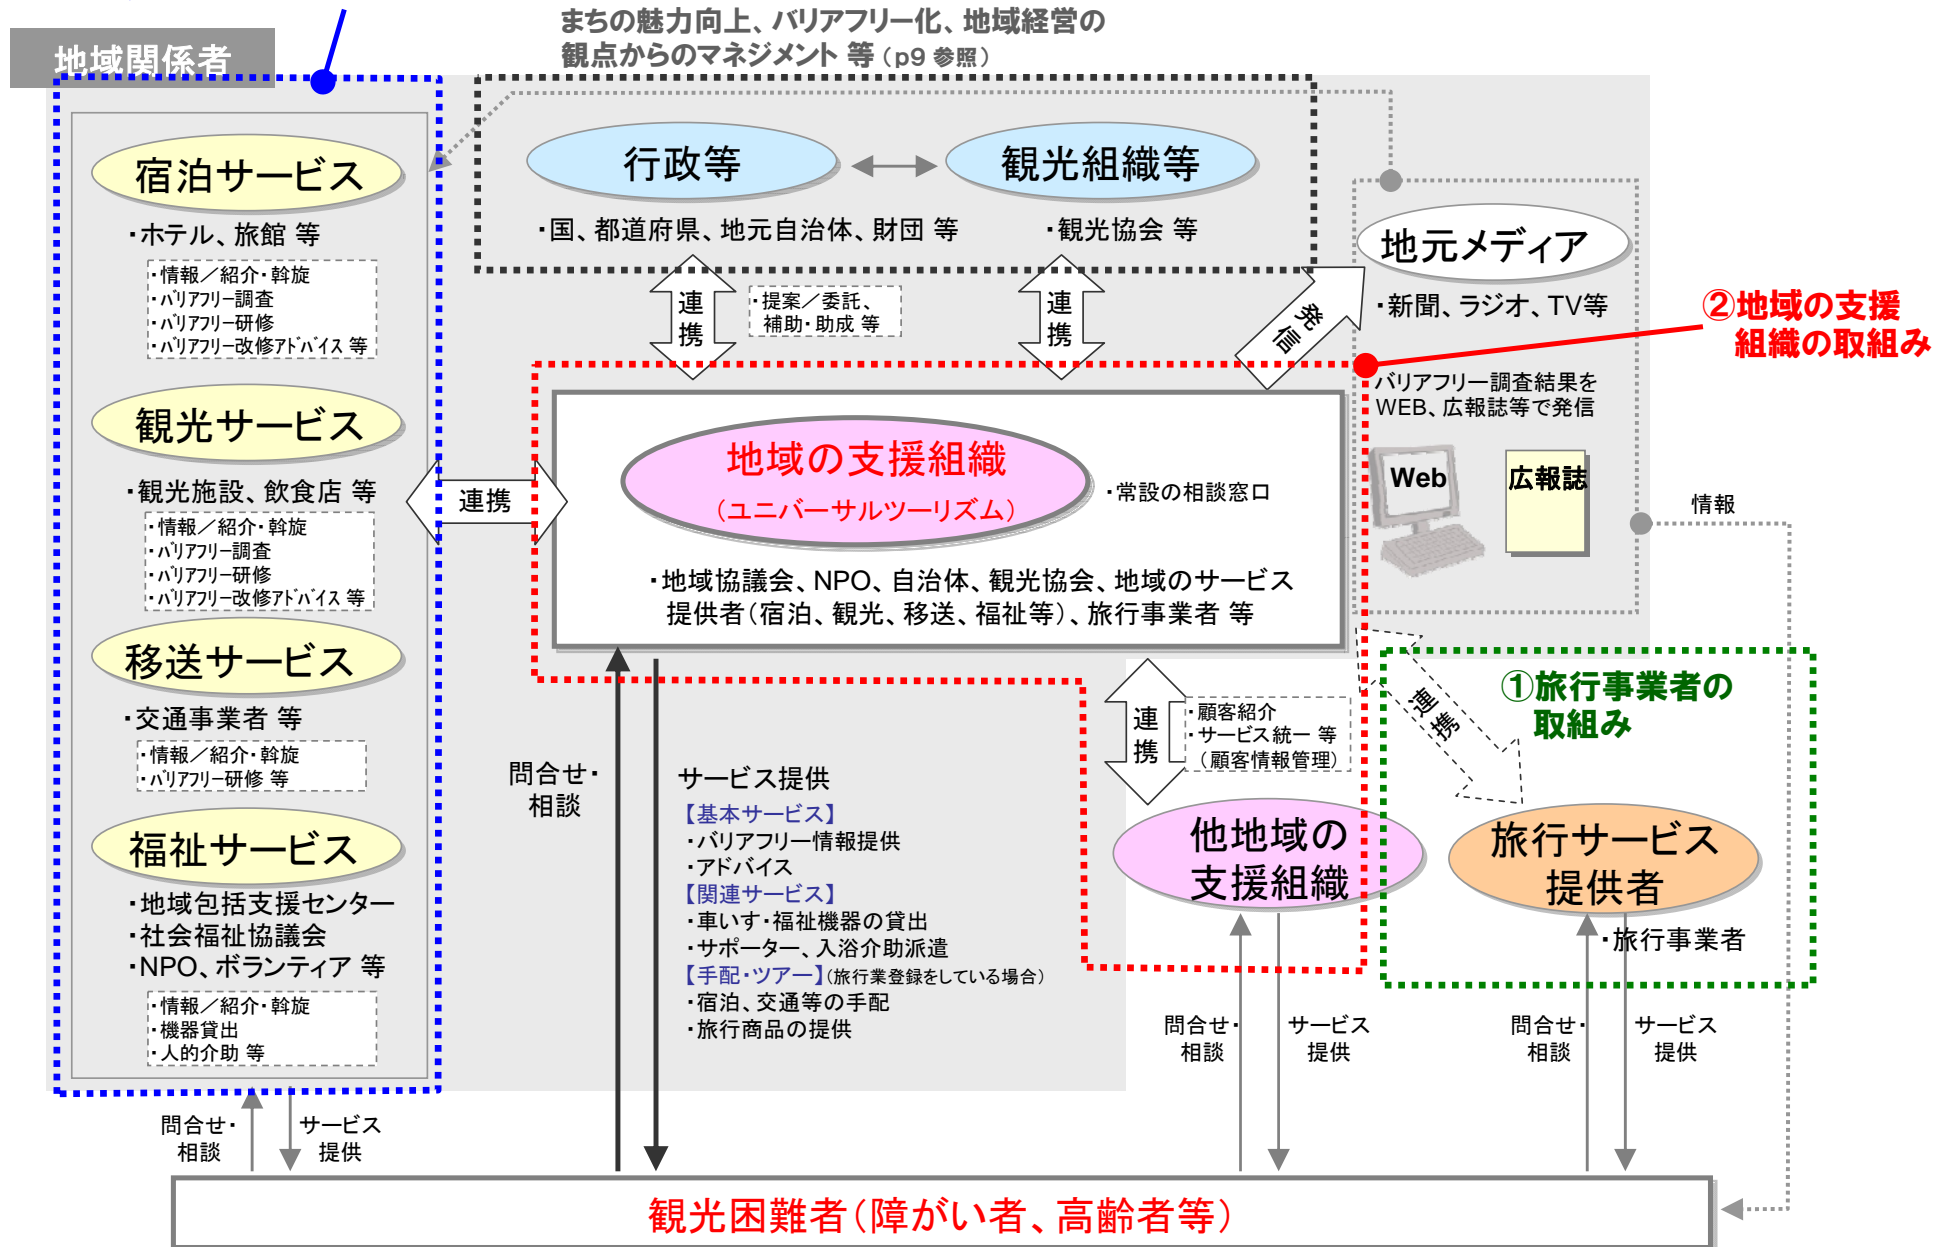 まちの魅力向上、バリアフリー化、地域経営の
観点からのマネジメント 等（p9 参照）
地域関係者
宿泊サービス
・ホテル、旅館 等
・情報／紹介・斡旋
・ﾊﾞﾘｱﾌﾘｰ調査
・ﾊﾞﾘｱﾌﾘｰ研修
・ﾊﾞﾘｱﾌﾘｰ改修ｱﾄﾞﾊﾞｲｽ 等
観光サービス
・観光施設、飲食店 等
・情報／紹介・斡旋
・ﾊﾞﾘｱﾌﾘｰ調査
・ﾊﾞﾘｱﾌﾘｰ研修
・ﾊﾞﾘｱﾌﾘｰ改修ｱﾄﾞﾊﾞｲｽ 等
移送サービス
・交通事業者 等
・情報／紹介・斡旋
・ﾊﾞﾘｱﾌﾘｰ研修 等
福祉サービス
・地域包括支援センター
・社会福祉協議会
・NPO、ボランティア 等
・情報／紹介・斡旋
・機器貸出
・人的介助 等
行政等
・国、都道府県、地元自治体、財団 等
観光組織等
・観光協会 等
連携
・提案／委託、
補助・助成 等
連携
発信
地元メディア
・新聞、ラジオ、TV等
バリアフリー調査結果を
WEB、広報誌等で発信
Web
広報誌
情報
②地域の支援
組織の取組み
連携
地域の支援組織
（ユニバーサルツーリズム）
・常設の相談窓口
・地域協議会、NPO、自治体、観光協会、地域のサービス
提供者（宿泊、観光、移送、福祉等）、旅行事業者 等
問合せ・
相談
サービス提供
【基本サービス】
・バリアフリー情報提供
・アドバイス
【関連サービス】
・車いす・福祉機器の貸出
・サポーター、入浴介助派遣
【手配・ツアー】（旅行業登録をしている場合）
・宿泊、交通等の手配
・旅行商品の提供
連携
・顧客紹介
・サービス統一 等
（顧客情報管理）
連携
①旅行事業者の
取組み
他地域の
支援組織
旅行サービス
提供者
・旅行事業者
問合せ・
相談
サービス
提供
問合せ・
相談
サービス
提供
問合せ・
相談
サービス
提供
観光困難者（障がい者、高齢者等）